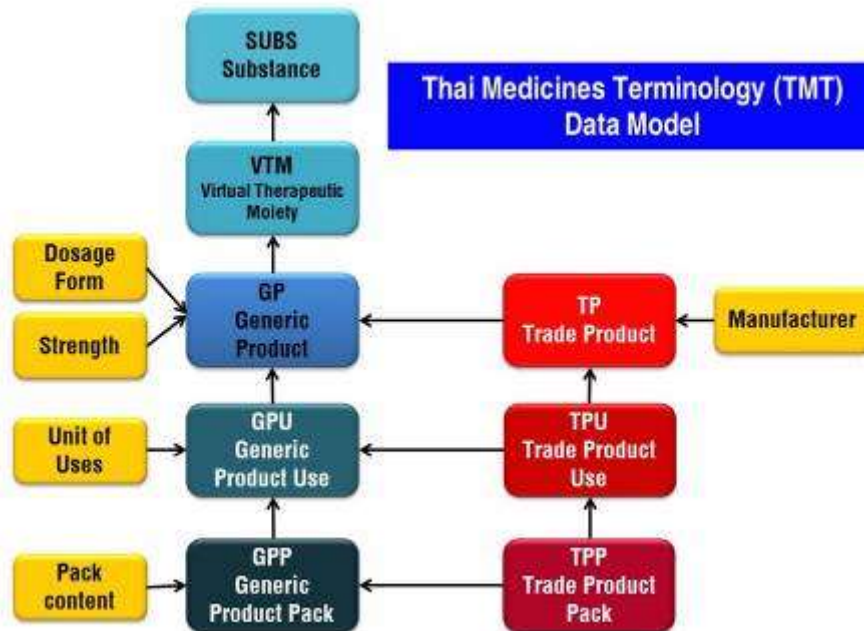 SUBS
Substance
Thai Medicines Terminology (TMT)
Data Model
VTM
Virtual Therapeutic
Moiety
Dosage
Form
Strength
GP
Generic
Product
TP
Trade Product
Manufacturer
Unit of
Uses
GPU
Generic
Product Use
TPU
Trade Product
Use
Pack
content
GPP
Generic
Product Pack
TPP
Trade Product
Pack